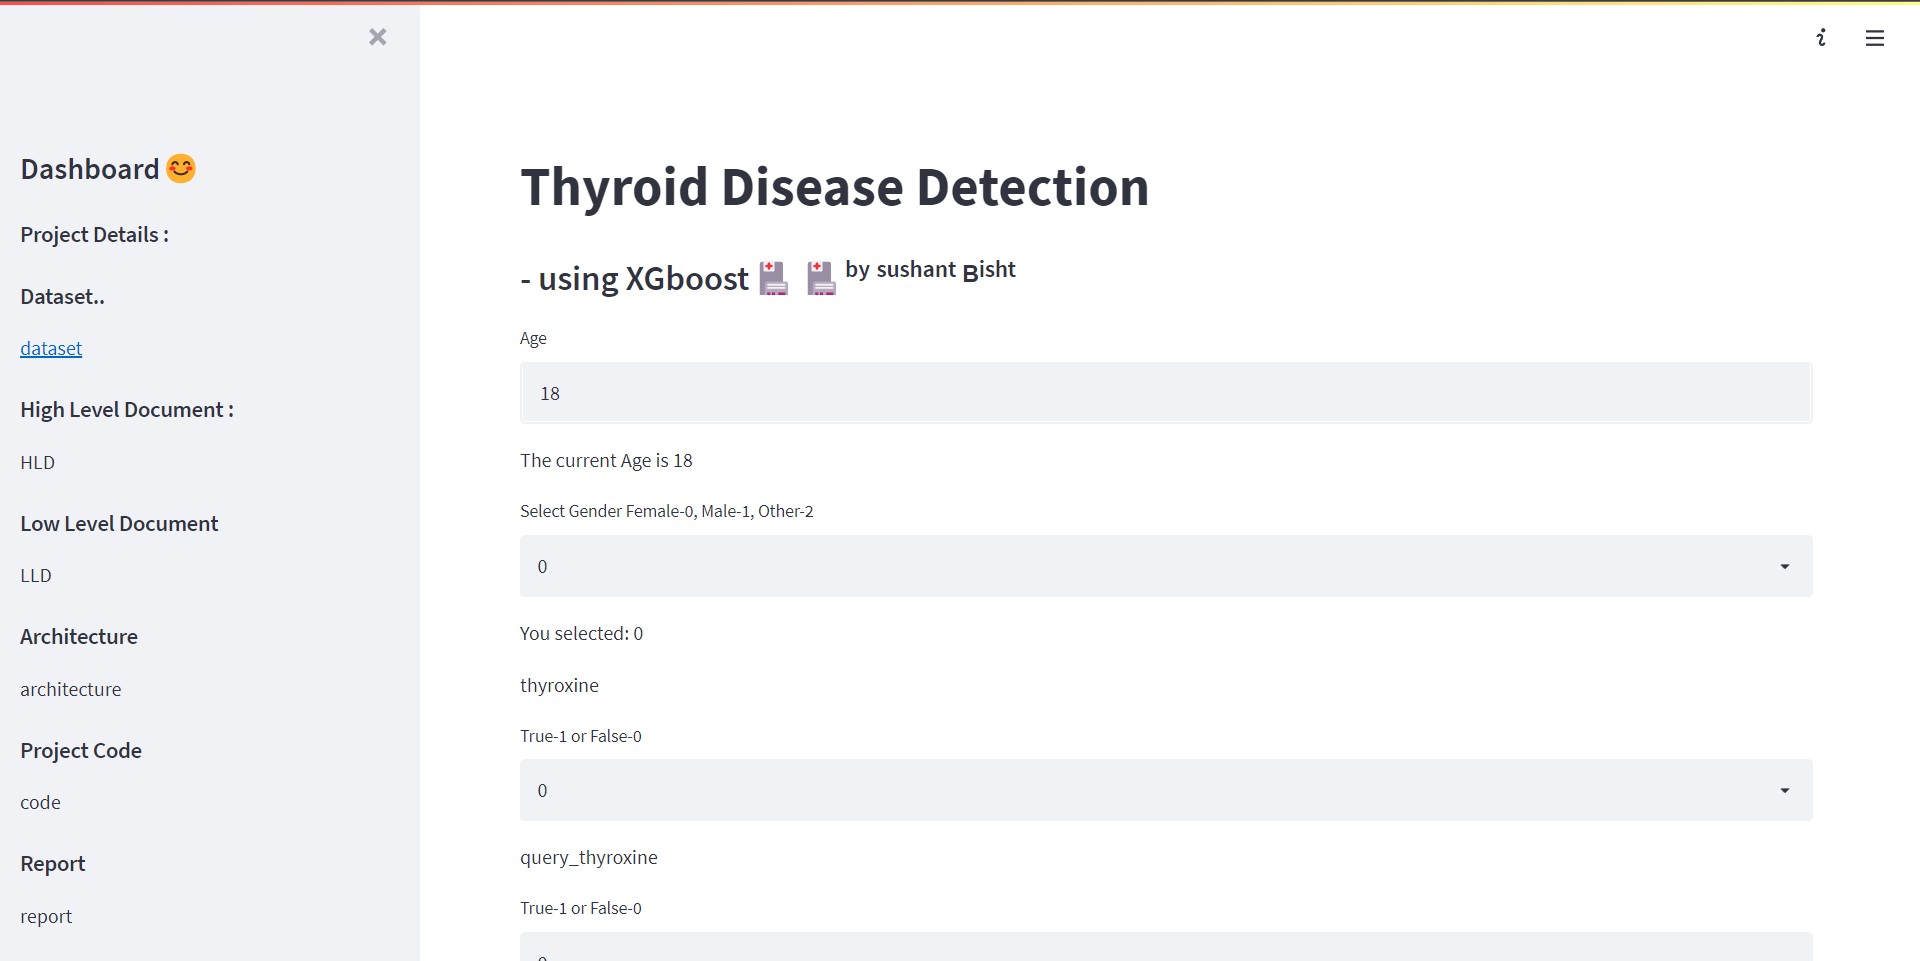 Dashboard 😊
Project Details :
Dataset..
dataset
High Level Document :
HLD
Low Level Document
LLD
Architecture
architecture
Project Code
code
Report
report
Thyroid Disease Detection
- using XGboost by sushant Bisht
Age
18
The current Age is 18
Select Gender Female-0, Male-1, Other-2
0
You selected: 0
thyroxine
True-1 or False-0
0
query_thyroxine
True-1 or False-0